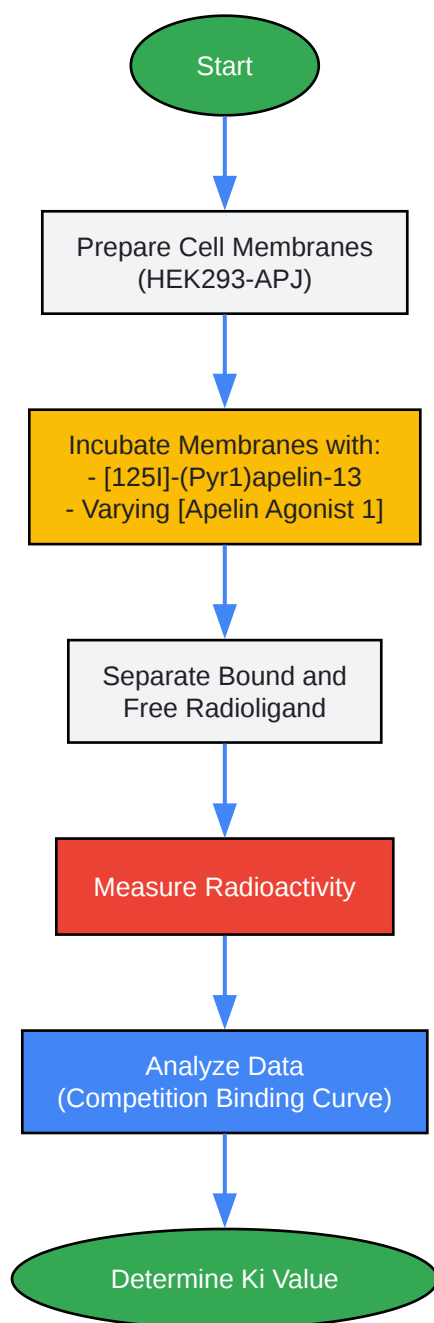 Start
Prepare Cell Membranes
(HEK293-APJ)
Incubate Membranes with:
- [125I]-(Pyr1)apelin-13
- Varying [Apelin Agonist 1]
Separate Bound and
Free Radioligand
Measure Radioactivity
Analyze Data
(Competition Binding Curve)
Determine Ki Value